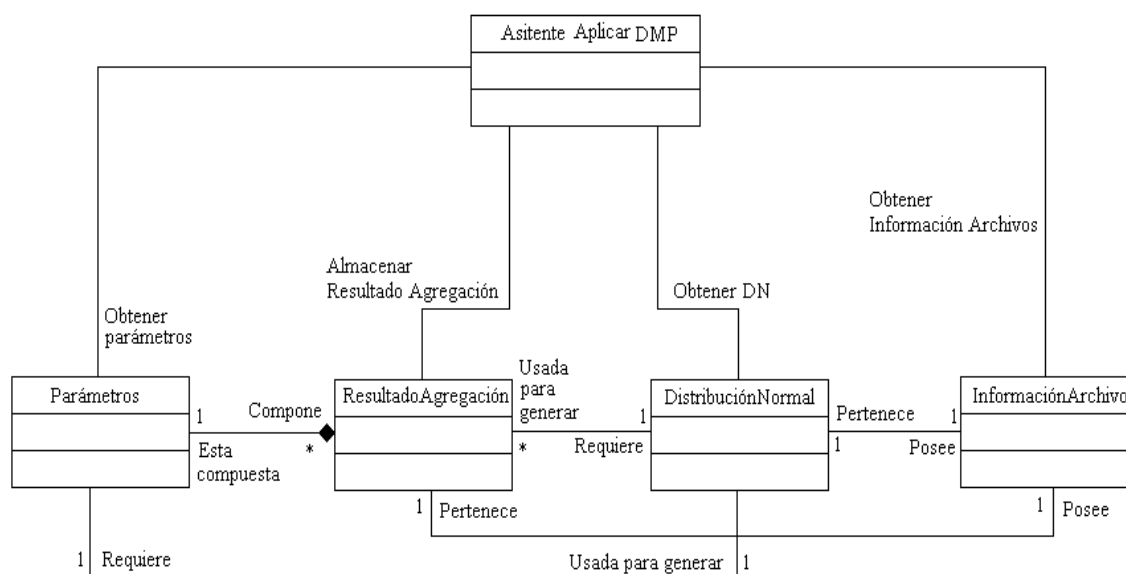 Asitente Aplicar DMP
Obtener
Información Archivos
Almacenar
Resultado Agregación
Obtener DN
Obtener
parámetros
Usada
para
generar
Parámetros
ResultadoAgregación
DistribuciónNormal
InformaciónArchivo
1
Compone
1
Pertenece
1
Esta
compuesta
*
*
Requiere
1
Posee
1
Pertenece
1
Posee
1
Requiere
Usada para generar
1